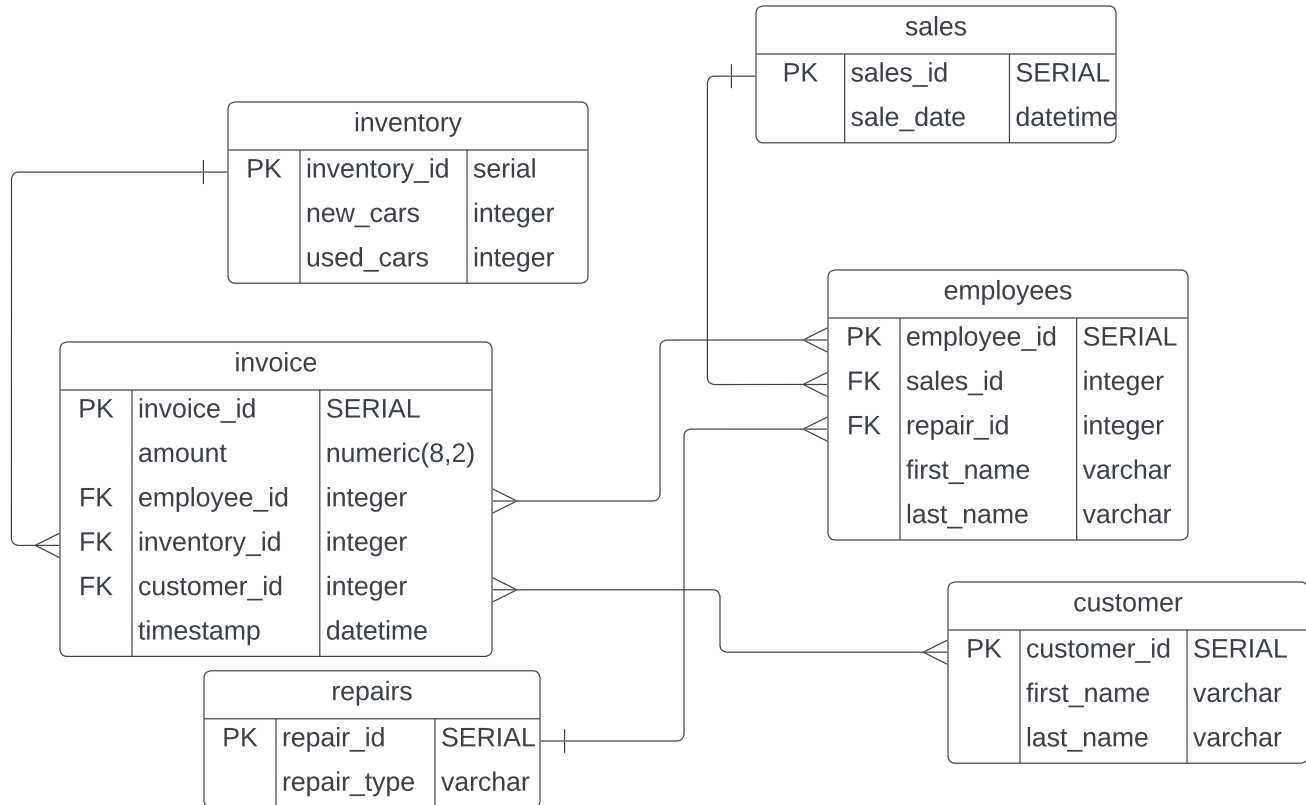 sales
PK sales_id SERIAL
sale_date datetime
inventory
PK inventory_id serial
new_cars integer
used_cars integer
employees
PK employee_id SERIAL
FK sales_id integer
FK repair_id integer
first_name varchar
last_name varchar
invoice
PK invoice_id SERIAL
amount numeric(8,2)
FK employee_id integer
FK inventory_id integer
FK customer_id integer
timestamp datetime
customer
PK customer_id SERIAL
first_name varchar
last_name varchar
repairs
PK repair_id SERIAL
repair_type varchar